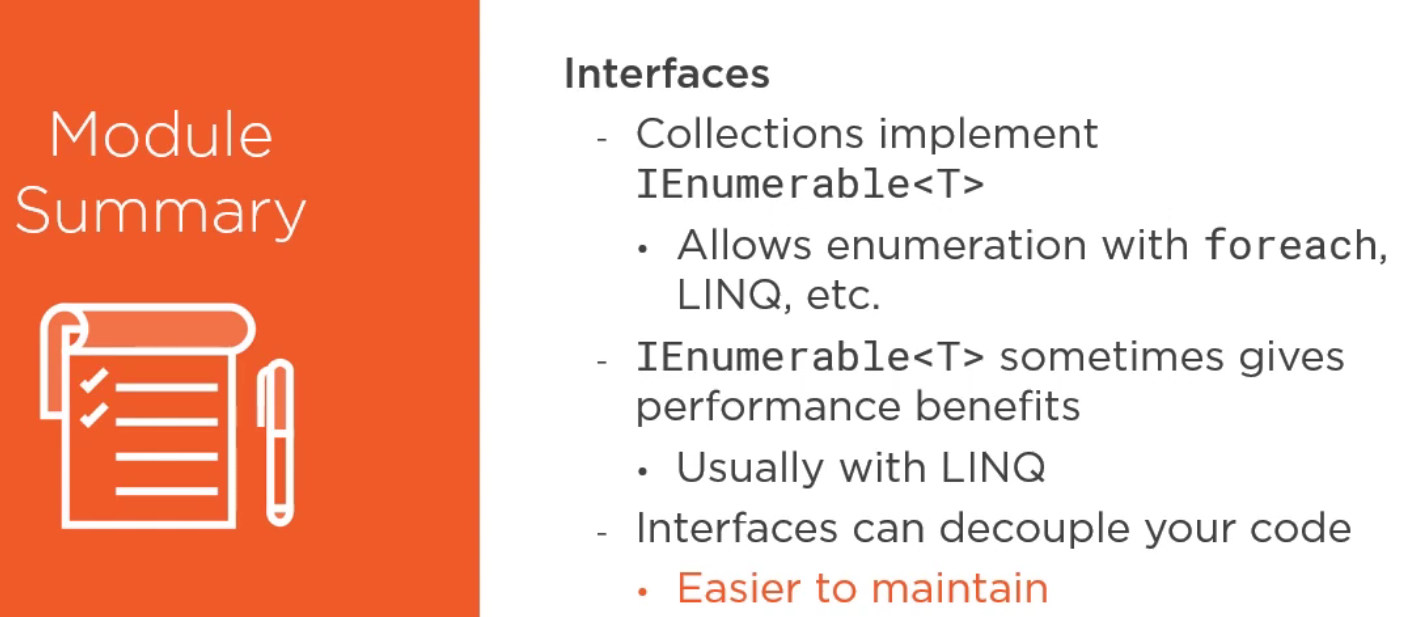 Module
Summary
Interfaces
- Collections implement
IEnumerable<T>
• Allows enumeration with foreach,
LINQ, etc.
- IEnumerable<T> sometimes gives
performance benefits
• Usually with LINQ
- Interfaces can decouple your code
• Easier to maintain